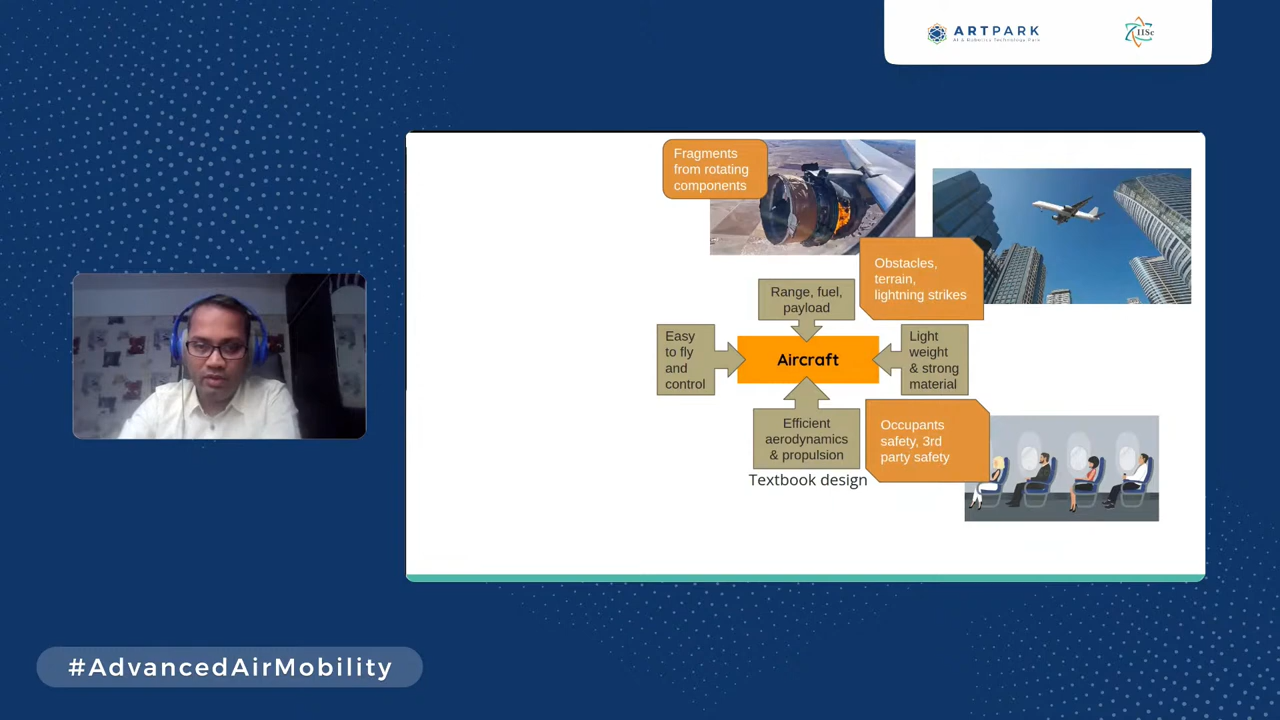 ARTPARK
AI & Robotics Technology Park
IISc
Fragments
from rotating
components
Obstacles,
terrain,
lightning strikes
Range, fuel,
payload
Easy
to fly
and
control
Aircraft
Light
weight
& strong
material
Efficient
aerodynamics
& propulsion
Occupants
safety, 3rd
party safety
Textbook design
#AdvancedAirMobility